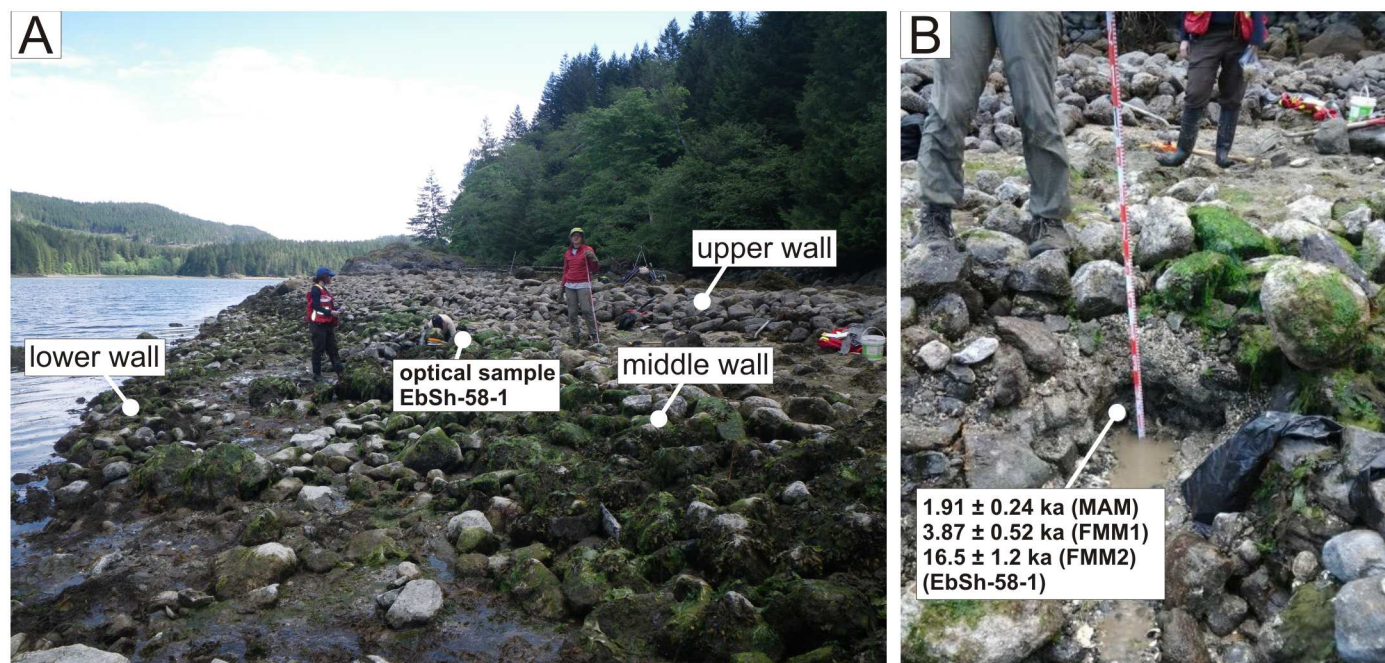 A
upper wall
lower wall
optical sample
EbSh-58-1
middle wall
B
1.91 ± 0.24 ka (MAM)
3.87 ± 0.52 ka (FMM1)
16.5 ± 1.2 ka (FMM2)
(EbSh-58-1)